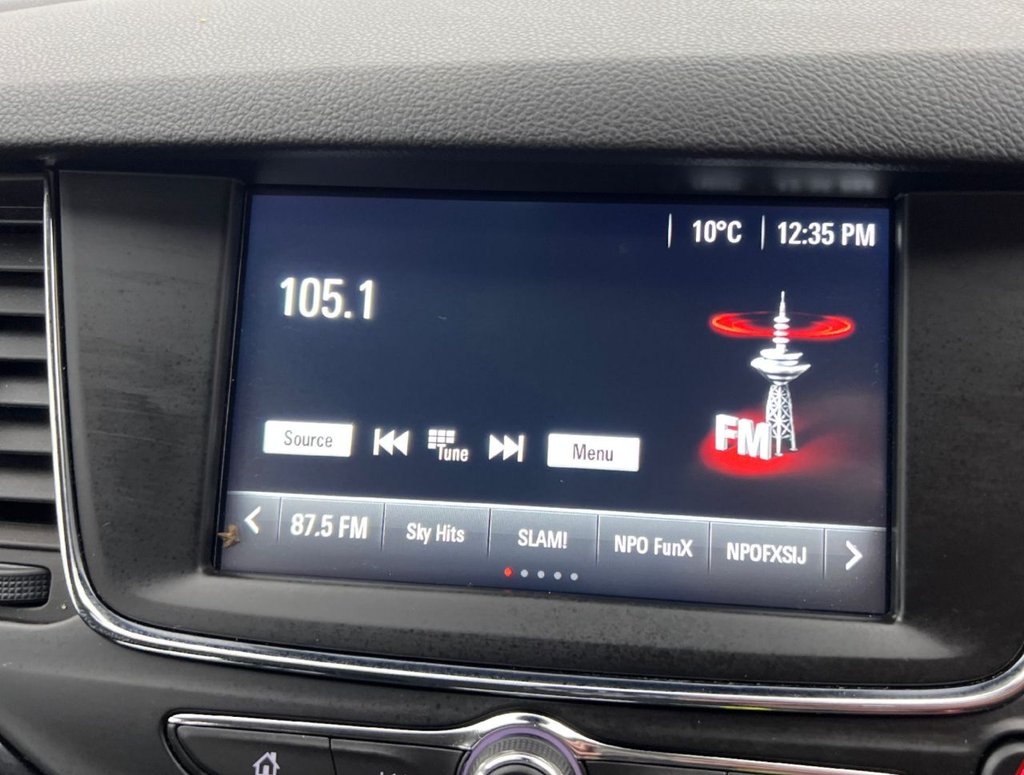 10°C 12:35 PM
105.1
FM
Source Tune Menu
87.5 FM Sky Hits SLAM! NPO FunX NPOFXSIJ